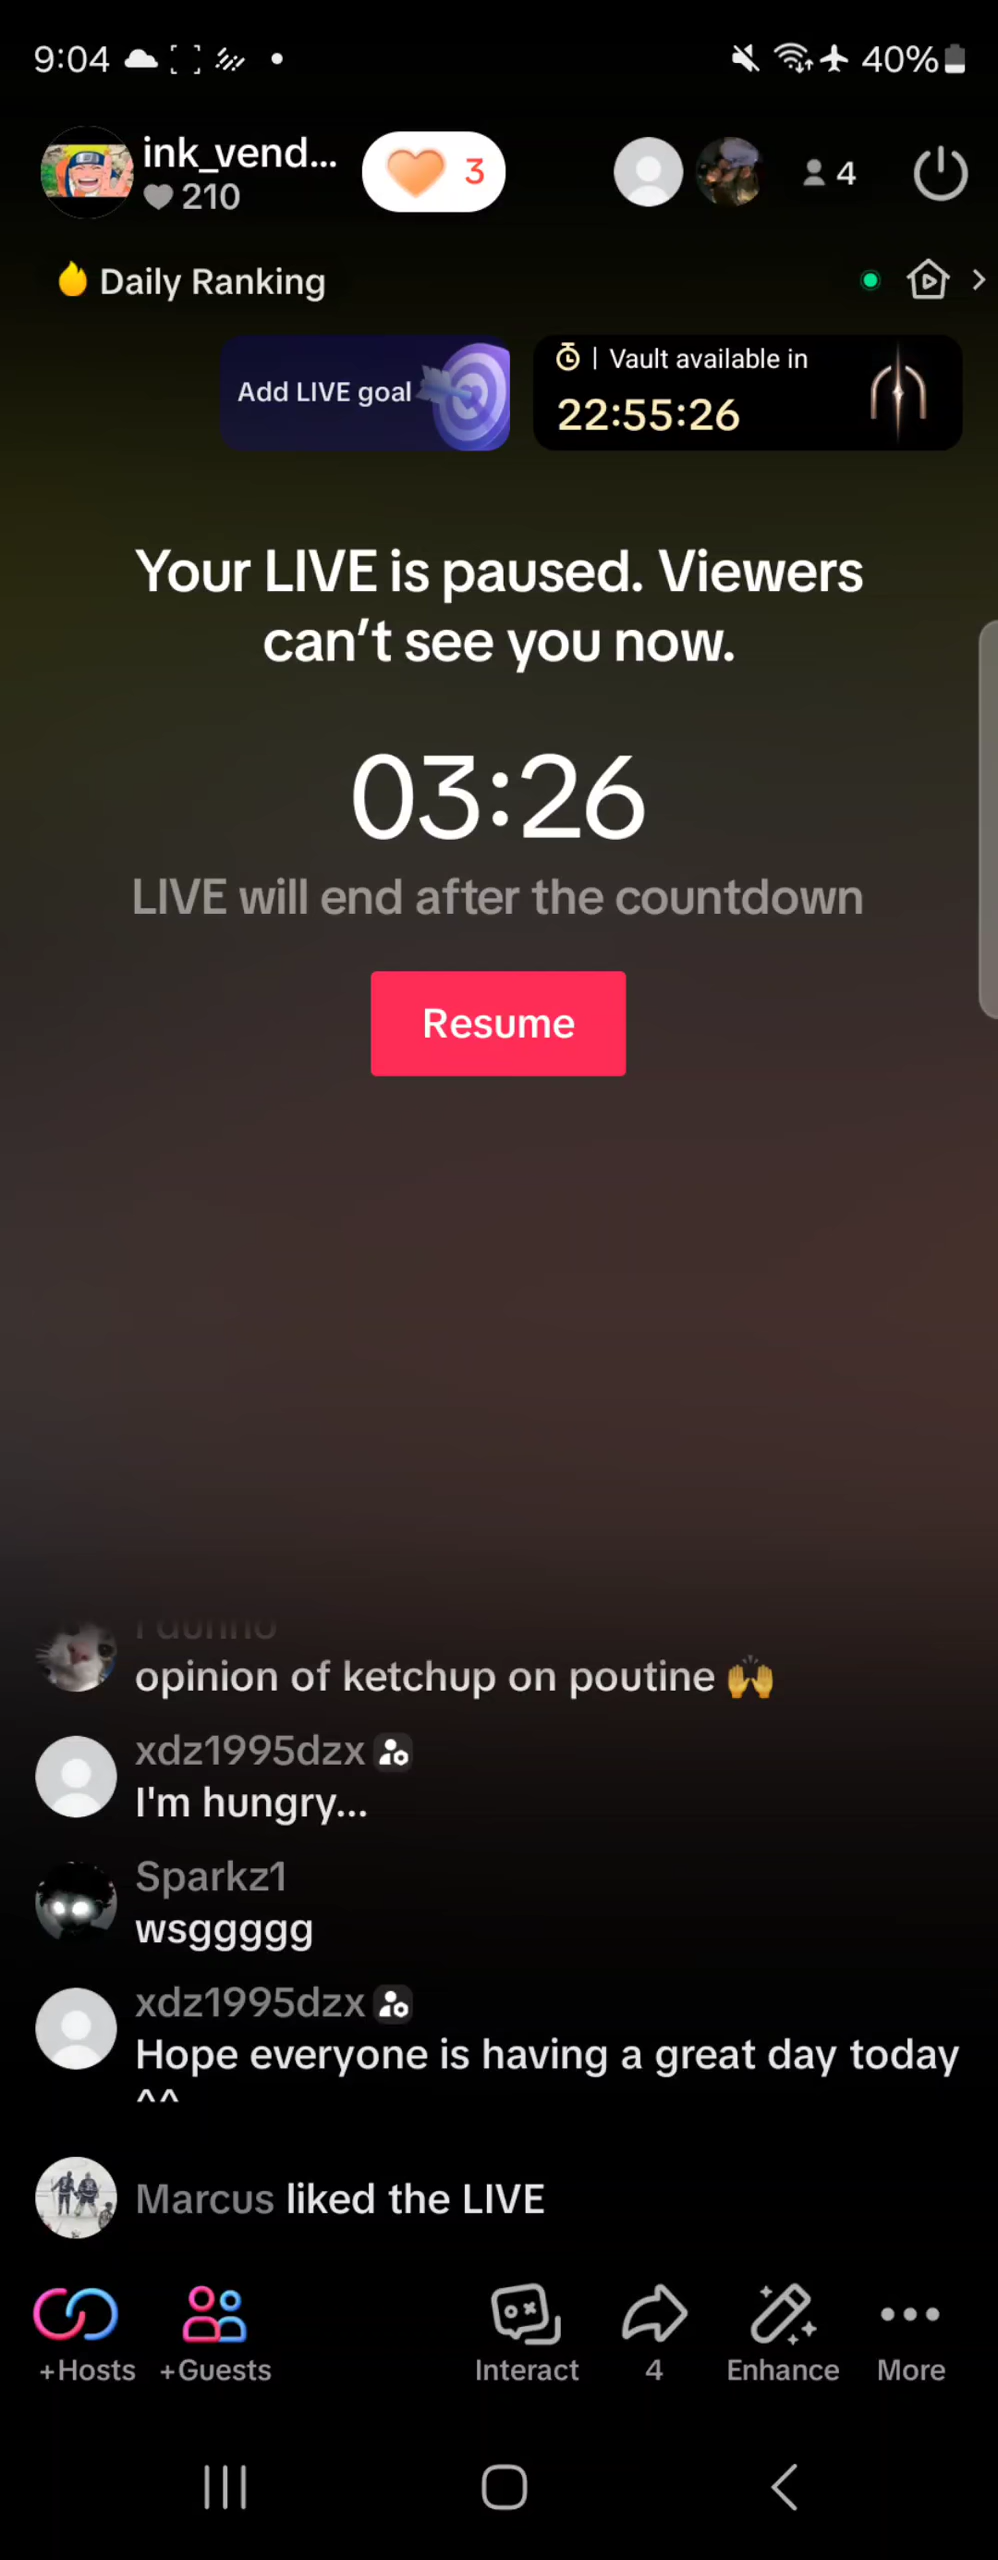 9:04
40%
ink_vend...
210
3
4
Daily Ranking
Add LIVE goal
| Vault available in
22:55:26
Your LIVE is paused. Viewers
can't see you now.
03:26
LIVE will end after the countdown
Resume
opinion of ketchup on poutine 🙌
xdz1995dzx
I'm hungry...
Sparkz1
wsggggg
xdz1995dzx
Hope everyone is having a great day today
^^
Marcus liked the LIVE
+Hosts
+Guests
Interact
4
Enhance
More